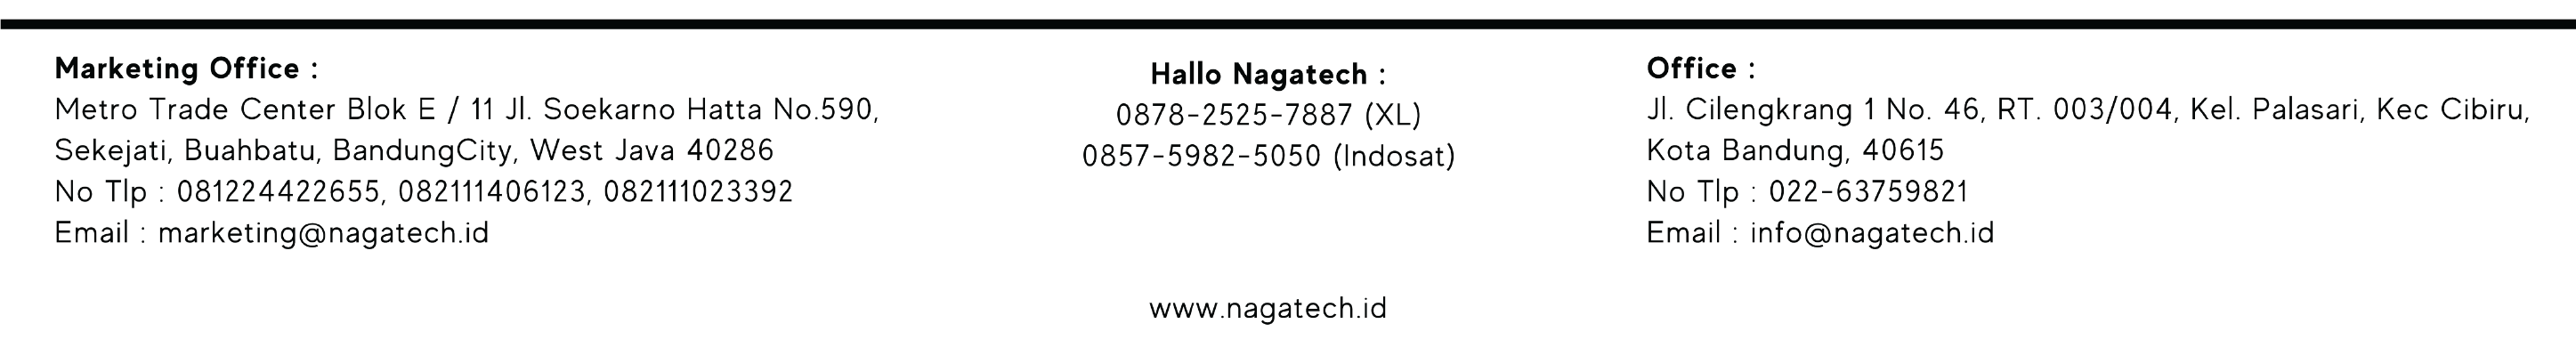 Marketing Office :
Metro Trade Center Blok E / 11 Jl. Soekarno Hatta No.590,
Sekejati, Buahbatu, BandungCity, West Java 40286
No Tlp : 081224422655, 082111406123, 082111023392
Email : marketing@nagatech.id
Hallo Nagatech :
0878-2525-7887 (XL)
0857-5982-5050 (Indosat)
Office :
Jl. Cilengkrang 1 No. 46, RT. 003/004, Kel. Palasari, Kec Cibiru,
Kota Bandung, 40615
No Tlp : 022-63759821
Email : info@nagatech.id
www.nagatech.id